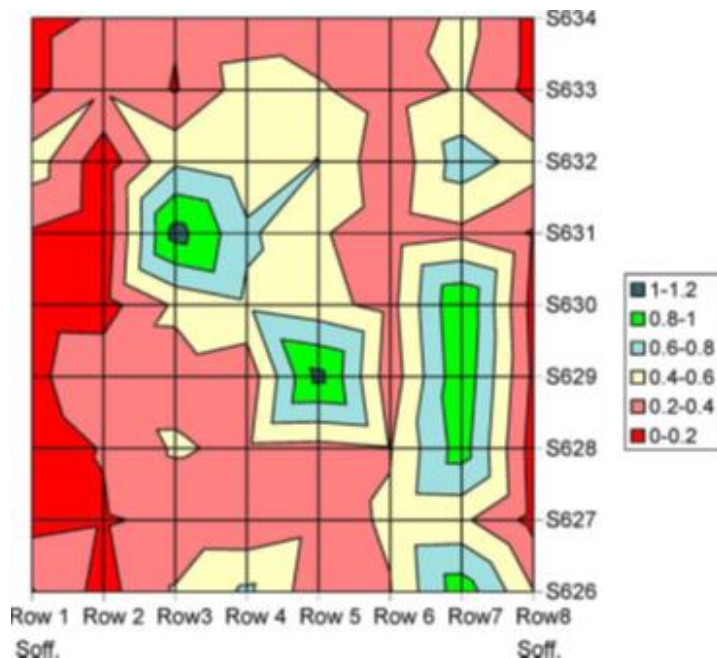 S634
S633
S632
S631
S630
S629
S628
S627
S626
1-1.2
0.8-1
0.6-0.8
0.4-0.6
0.2-0.4
0-0.2
Row 1 Row 2 Row3 Row 4 Row 5 Row 6 Row7 Row8
Soff. Soff.